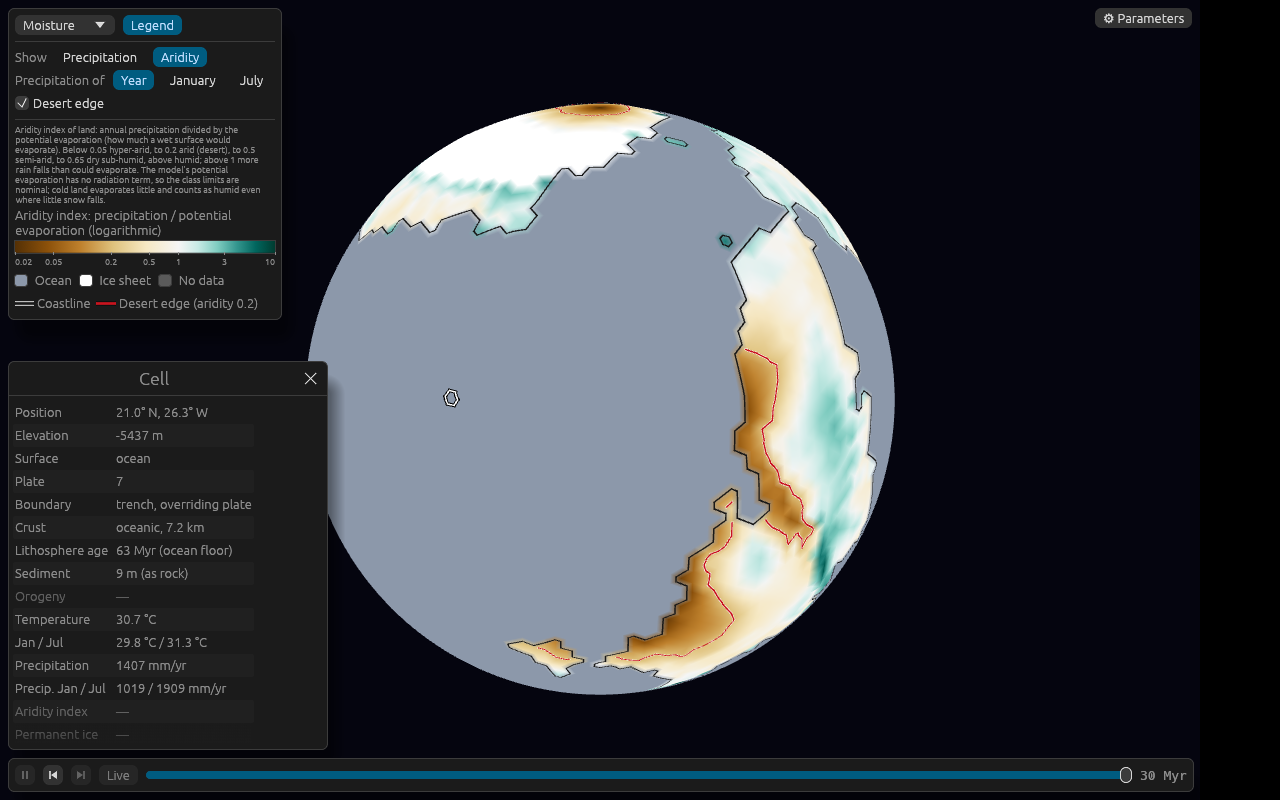 Moisture Legend
⚙ Parameters
Show Precipitation Aridity
Precipitation of Year January July
Desert edge
Aridity index of land: annual precipitation divided by the
potential evaporation (how much a wet surface would
evaporate). Below 0.05 hyper-arid, to 0.2 arid (desert), to 0.5
semi-arid, to 0.65 dry sub-humid, above humid; above 1 more
rain falls than could evaporate. The model's potential
evaporation has no radiation term, so the class limits are
nominal; cold land evaporates little and counts as humid even
where little snow falls.
Aridity index: precipitation / potential
evaporation (logarithmic)
0.02 0.05 0.2 0.5 1 3 10
Ocean Ice sheet No data
Coastline Desert edge (aridity 0.2)
Cell
Position 21.0° N, 26.3° W
Elevation -5437 m
Surface ocean
Plate 7
Boundary trench, overriding plate
Crust oceanic, 7.2 km
Lithosphere age 63 Myr (ocean floor)
Sediment 9 m (as rock)
Orogeny —
Temperature 30.7 °C
Jan / Jul 29.8 °C / 31.3 °C
Precipitation 1407 mm/yr
Precip. Jan / Jul 1019 / 1909 mm/yr
Aridity index —
Permanent ice —
Live 30 Myr